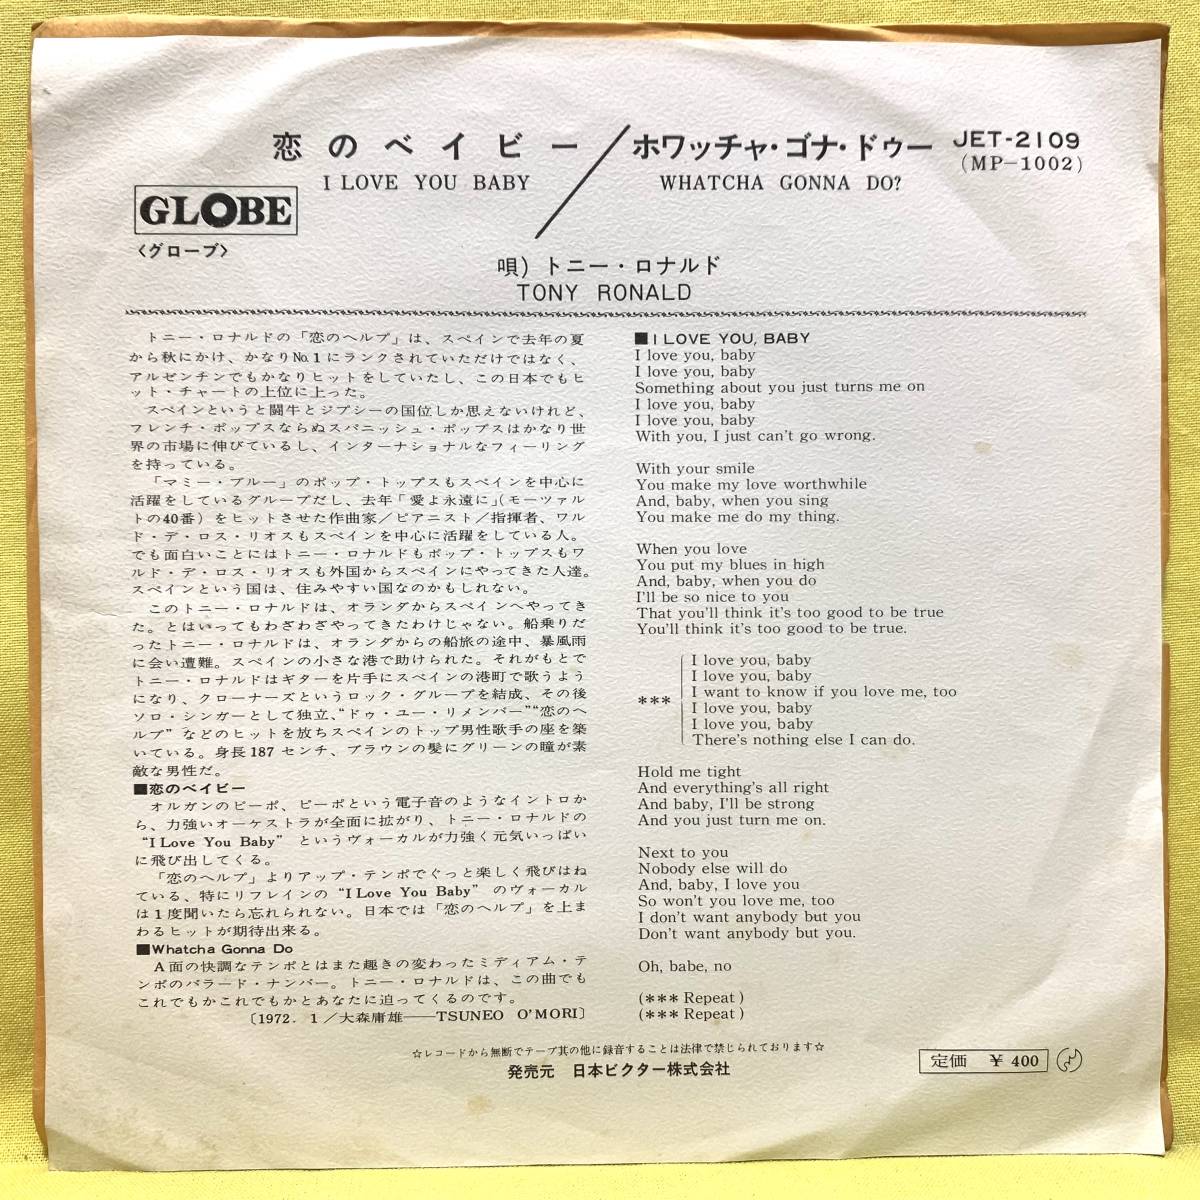 恋のベイビー／ホワッチャ・ゴナ・ドゥー JET-2109
I LOVE YOU BABY WHATCHA GONNA DO? (MP-1002)
GLOBE
〈グローブ〉
唄）トニー・ロナルド
TONY RONALD
トニー・ロナルドの「恋のヘルプ」は、スペインで去年の夏
から秋にかけ、かなりNo.1にランクされていただけではなく、
アルゼンチンでもかなりヒットをしていたし、この日本でもヒ
ット・チャートの上位に上った。
スペインというと闘牛とジプシーの国位しか思えないけれど、
フレンチ・ポップスならぬスパニッシュ・ポップスはかなり世
界の市場に伸びているし、インターナショナルなフィーリング
を持っている。
「マミー・ブルー」のポップ・トップスもスペインを中心に
活躍をしているグループだし、去年「愛よ永遠に」(モーツァル
トの40番）をヒットさせた作曲家／ピアニスト／指揮者、ワル
ド・デ・ロス・リオスもスペインを中心に活躍をしている人。
でも面白いことにはトニー・ロナルドもポップ・トップスもワ
ルド・デ・ロス・リオスも外国からスペインにやってきた人達。
スペインという国は、住みやすい国なのかもしれない。
このトニー・ロナルドは、オランダからスペインへやってき
た。とはいってもわざわざやってきたわけじゃない。船乗りだ
ったトニー・ロナルドは、オランダからの船旅の途中、暴風雨
に会い遭難。スペインの小さな港で助けられた。それがもとで
トニー・ロナルドはギターを片手にスペインの港町で歌うよう
になり、クローナーズというロック・グループを結成、その後
ソロ・シンガーとして独立、“ドゥ・ユー・リメンバー”“恋のヘ
ルプ”などのヒットを放ちスペインのトップ男性歌手の座を築
いている。身長187センチ、ブラウンの髪にグリーンの瞳が素
敵な男性だ。
■恋のベイビー
オルガンのピーポ、ピーポという電子音のようなイントロか
ら、力強いオーケストラが全面に拡がり、トニー・ロナルドの
“I Love You Baby” というヴォーカルが力強く元気いっぱい
に飛び出してくる。
「恋のヘルプ」よりアップ・テンポでぐっと楽しく飛びはね
ている、特にリフレインの“I Love You Baby”のヴォーカル
は1度聞いたら忘れられない。日本では「恋のヘルプ」を上ま
わるヒットが期待出来る。
■Whatcha Gonna Do
A面の快調なテンポとはまた趣きの変わったミディアム・テ
ンポのバラード・ナンバー。トニー・ロナルドは、この曲でも
これでもかこれでもかとあなたに迫ってくるのです。
〔1972. 1／大森庸雄——TSUNEO O'MORI〕
■I LOVE YOU, BABY
I love you, baby
I love you, baby
Something about you just turns me on
I love you, baby
I love you, baby
With you, I just can't go wrong.
With your smile
You make my love worthwhile
And, baby, when you sing
You make me do my thing.
When you love
You put my blues in high
And, baby, when you do
I'll be so nice to you
That you'll think it's too good to be true
You'll think it's too good to be true.
I love you, baby
I love you, baby
I want to know if you love me, too
*** I love you, baby
I love you, baby
There's nothing else I can do.
Hold me tight
And everything's all right
And baby, I'll be strong
And you just turn me on.
Next to you
Nobody else will do
And, baby, I love you
So won't you love me, too
I don't want anybody but you
Don't want anybody but you.
Oh, babe, no
(*** Repeat)
(*** Repeat)
☆レコードから無断でテープ其の他に録音することは法律で禁じられております☆
発売元 日本ビクター株式会社
定価 ￥400